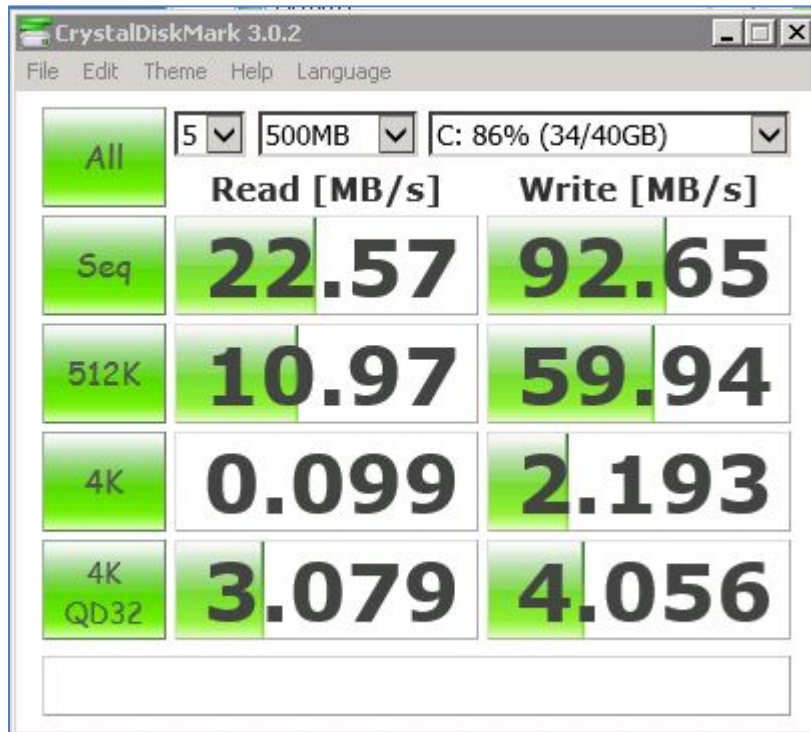 CrystalDiskMark 3.0.2
File Edit Theme Help Language
All 5 500MB C: 86% (34/40GB)
Read [MB/s] Write [MB/s]
Seq 22.57 92.65
512K 10.97 59.94
4K 0.099 2.193
4K QD32 3.079 4.056